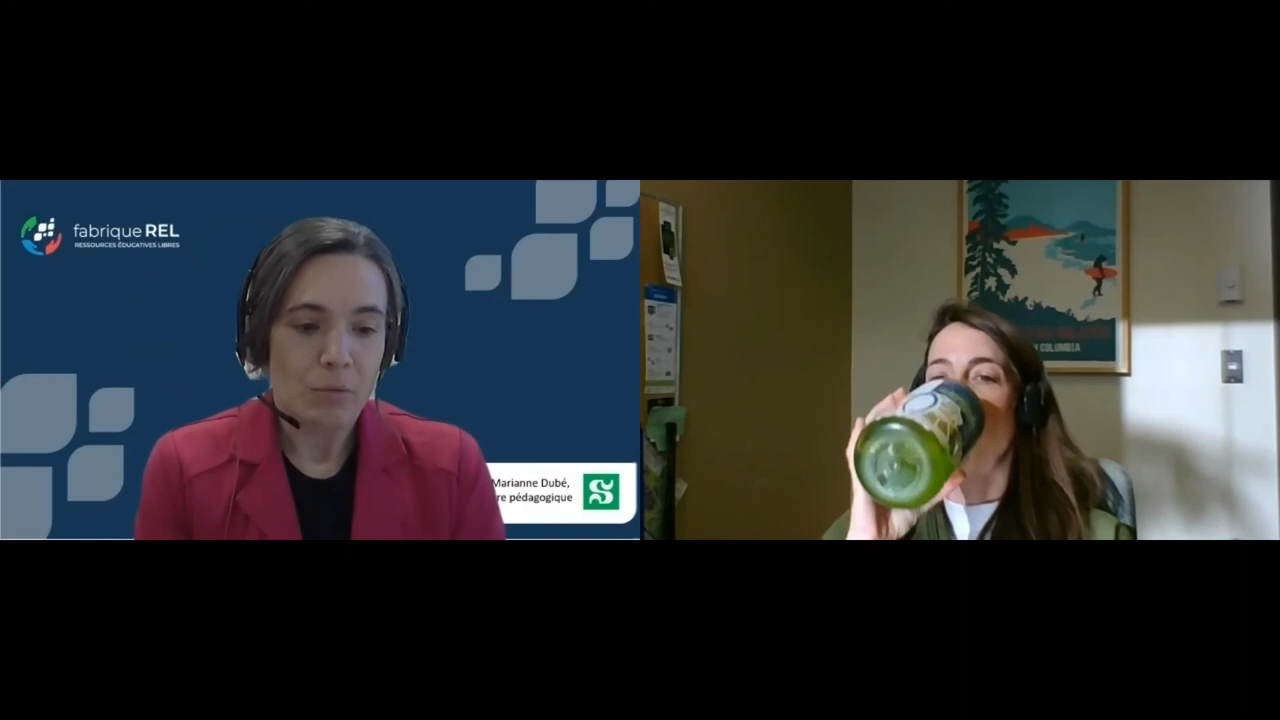 fabrique REL
RESSOURCES ÉDUCATIVES LIBRES
Marianne Dubé,
re pédagogique
COLUMBIA